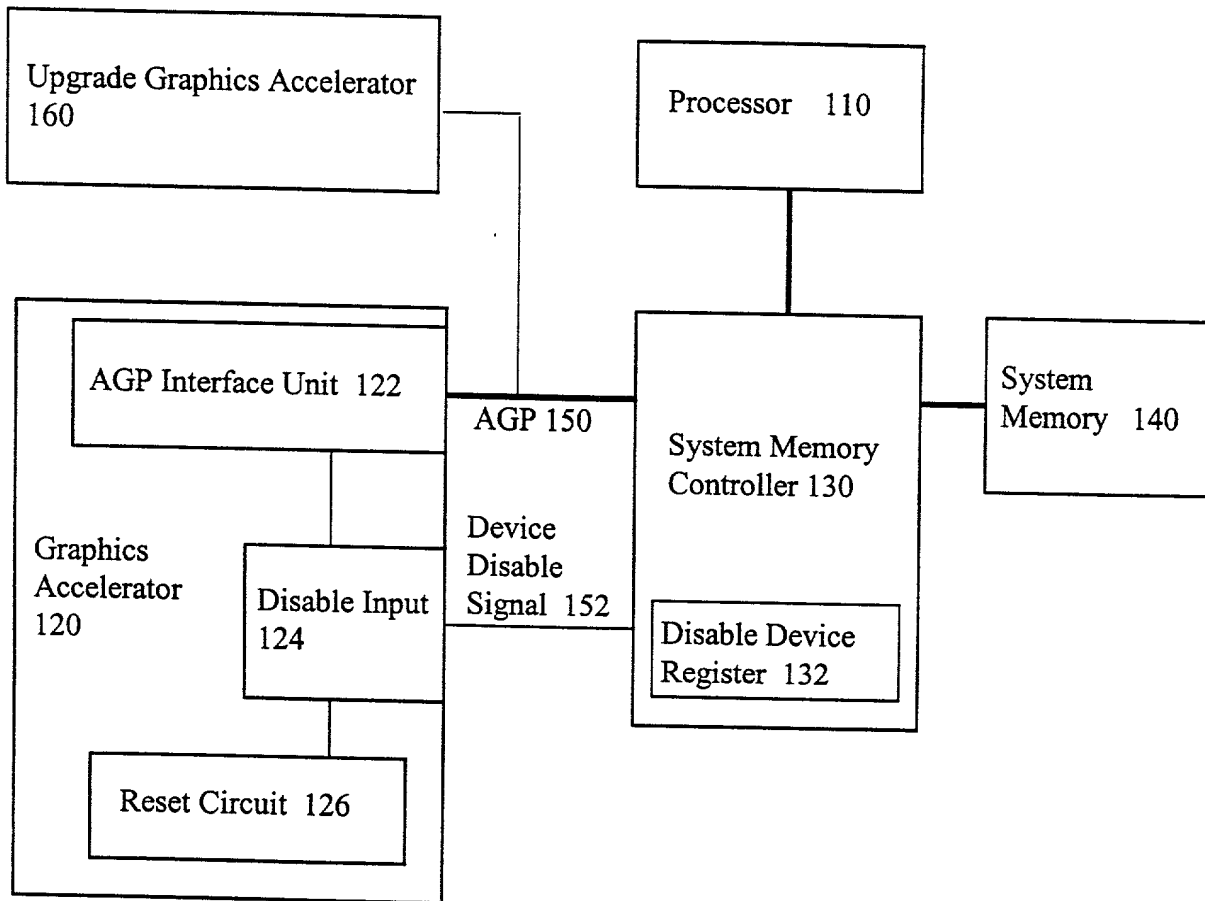 Upgrade Graphics Accelerator
160
Processor 110
AGP Interface Unit 122
AGP 150
System Memory
Controller 130
System
Memory 140
Graphics
Accelerator
120
Disable Input
124
Device
Disable
Signal 152
Disable Device
Register 132
Reset Circuit 126